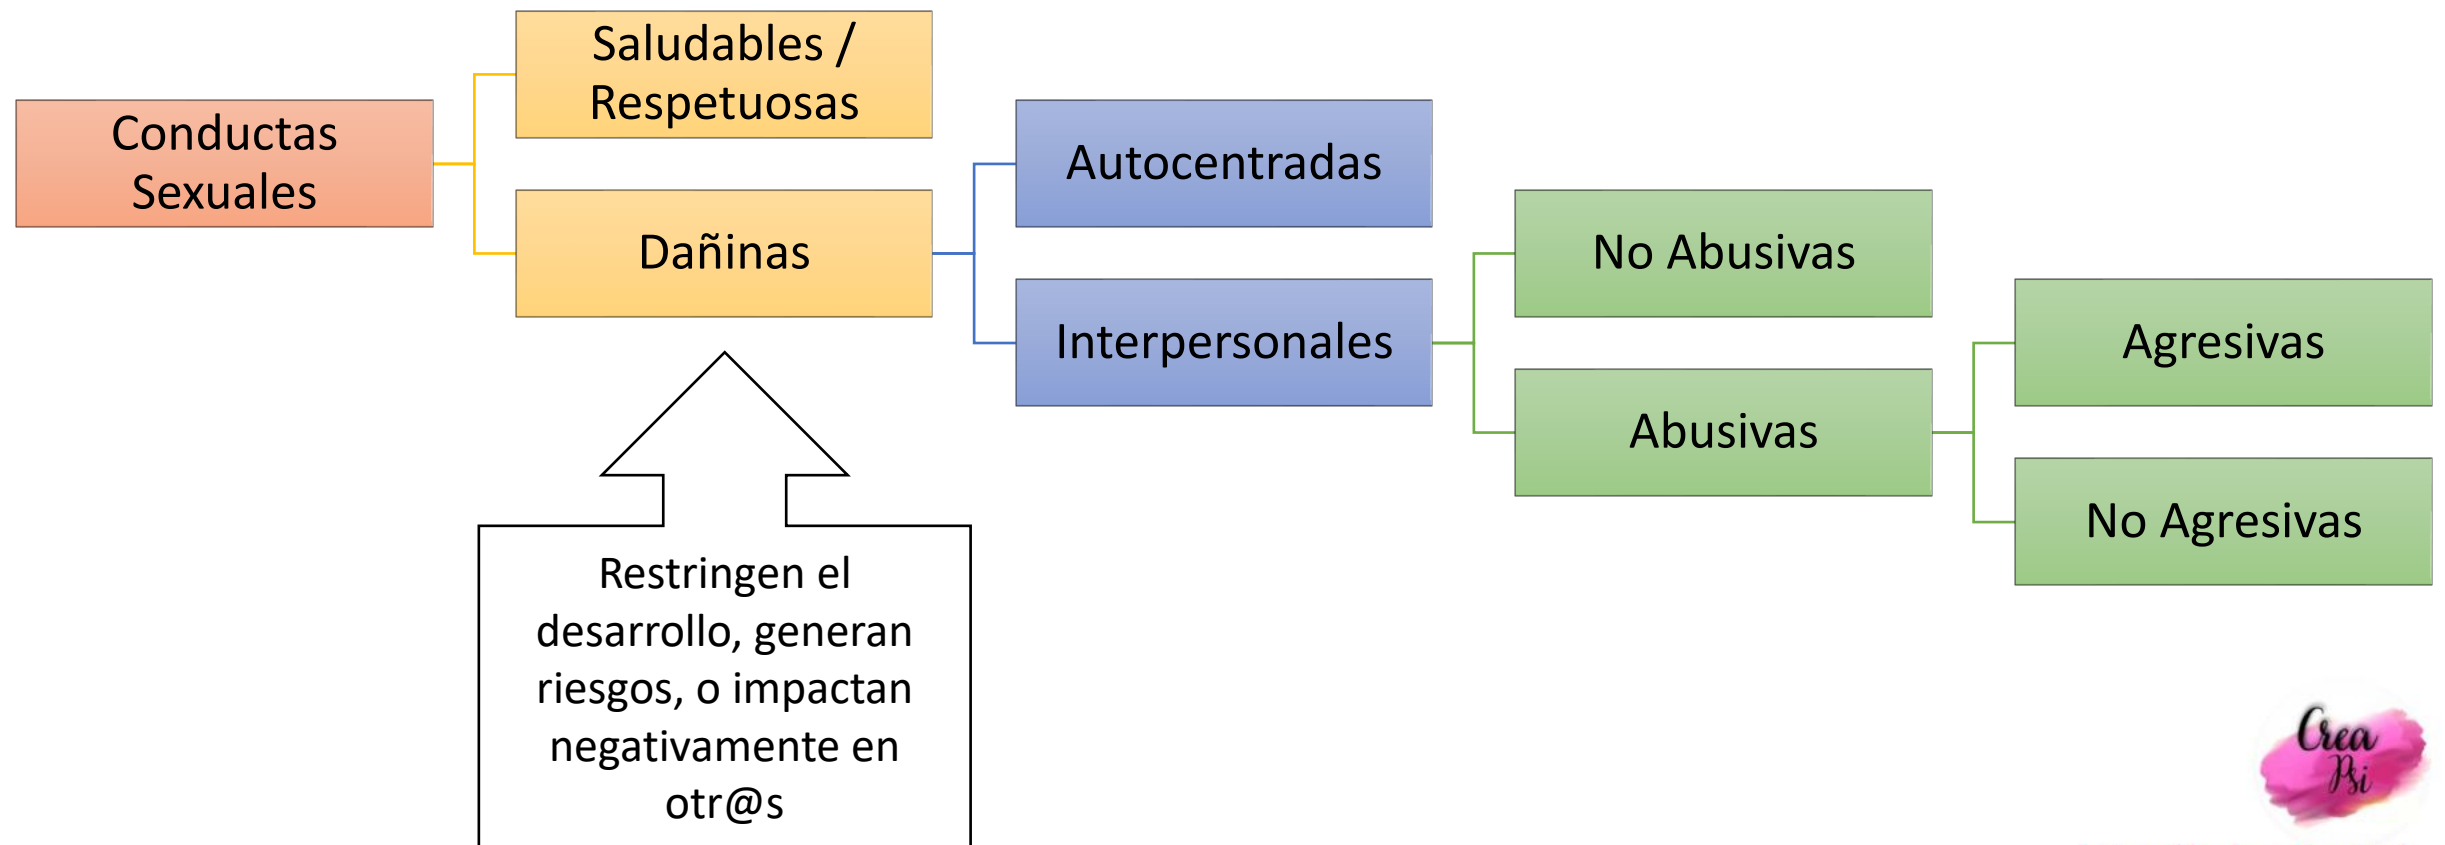 Saludables /
Respetuosas
Conductas
Sexuales
Dañinas
Autocentradas
Interpersonales
No Abusivas
Abusivas
Agresivas
No Agresivas
Restringen el
desarrollo, generan
riesgos, o impactan
negativamente en
otr@s
Crea
Psi